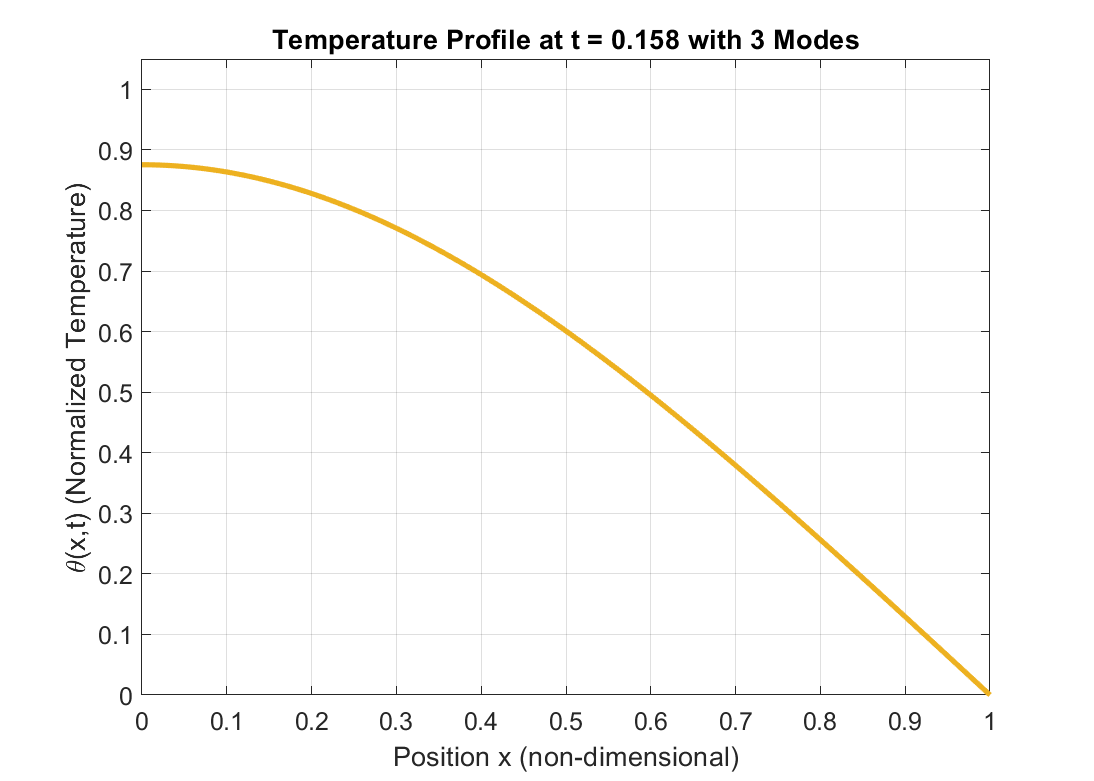 Temperature Profile at t = 0.158 with 3 Modes
θ(x,t) (Normalized Temperature)
1
0.9
0.8
0.7
0.6
0.5
0.4
0.3
0.2
0.1
0
0 0.1 0.2 0.3 0.4 0.5 0.6 0.7 0.8 0.9 1
Position x (non-dimensional)